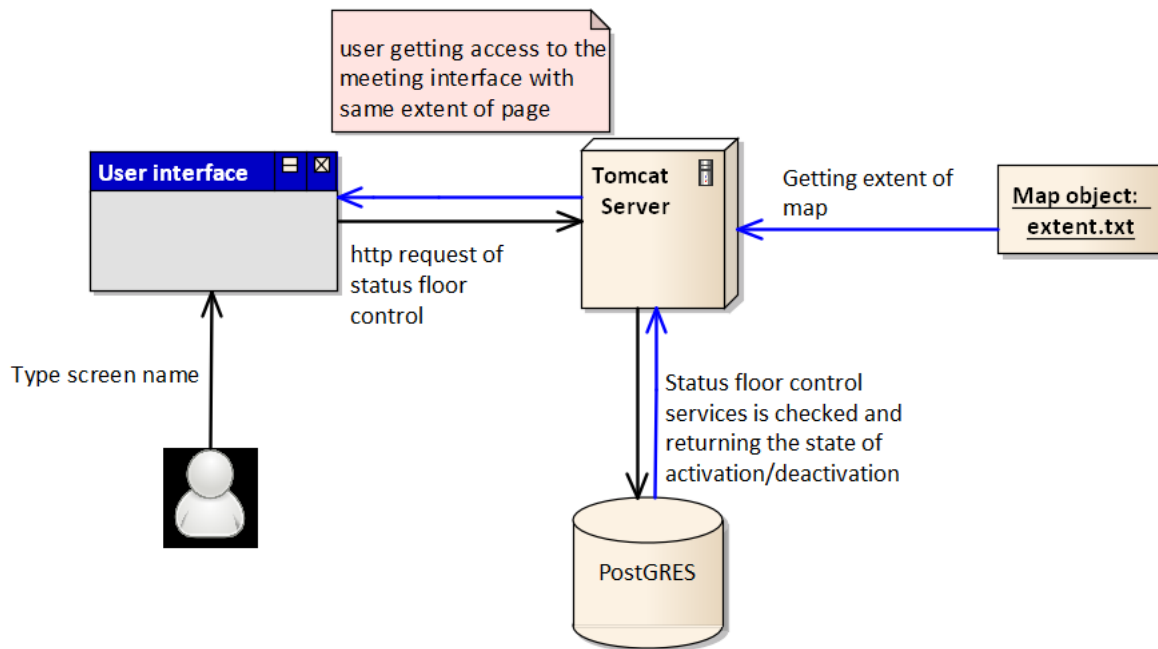 user getting access to the
meeting interface with
same extent of page
User interface
Tomcat
Server
Getting extent of
map
Map object:
extent.txt
http request of
status floor
control
Type screen name
Status floor control
services is checked and
returning the state of
activation/deactivation
PostGRES